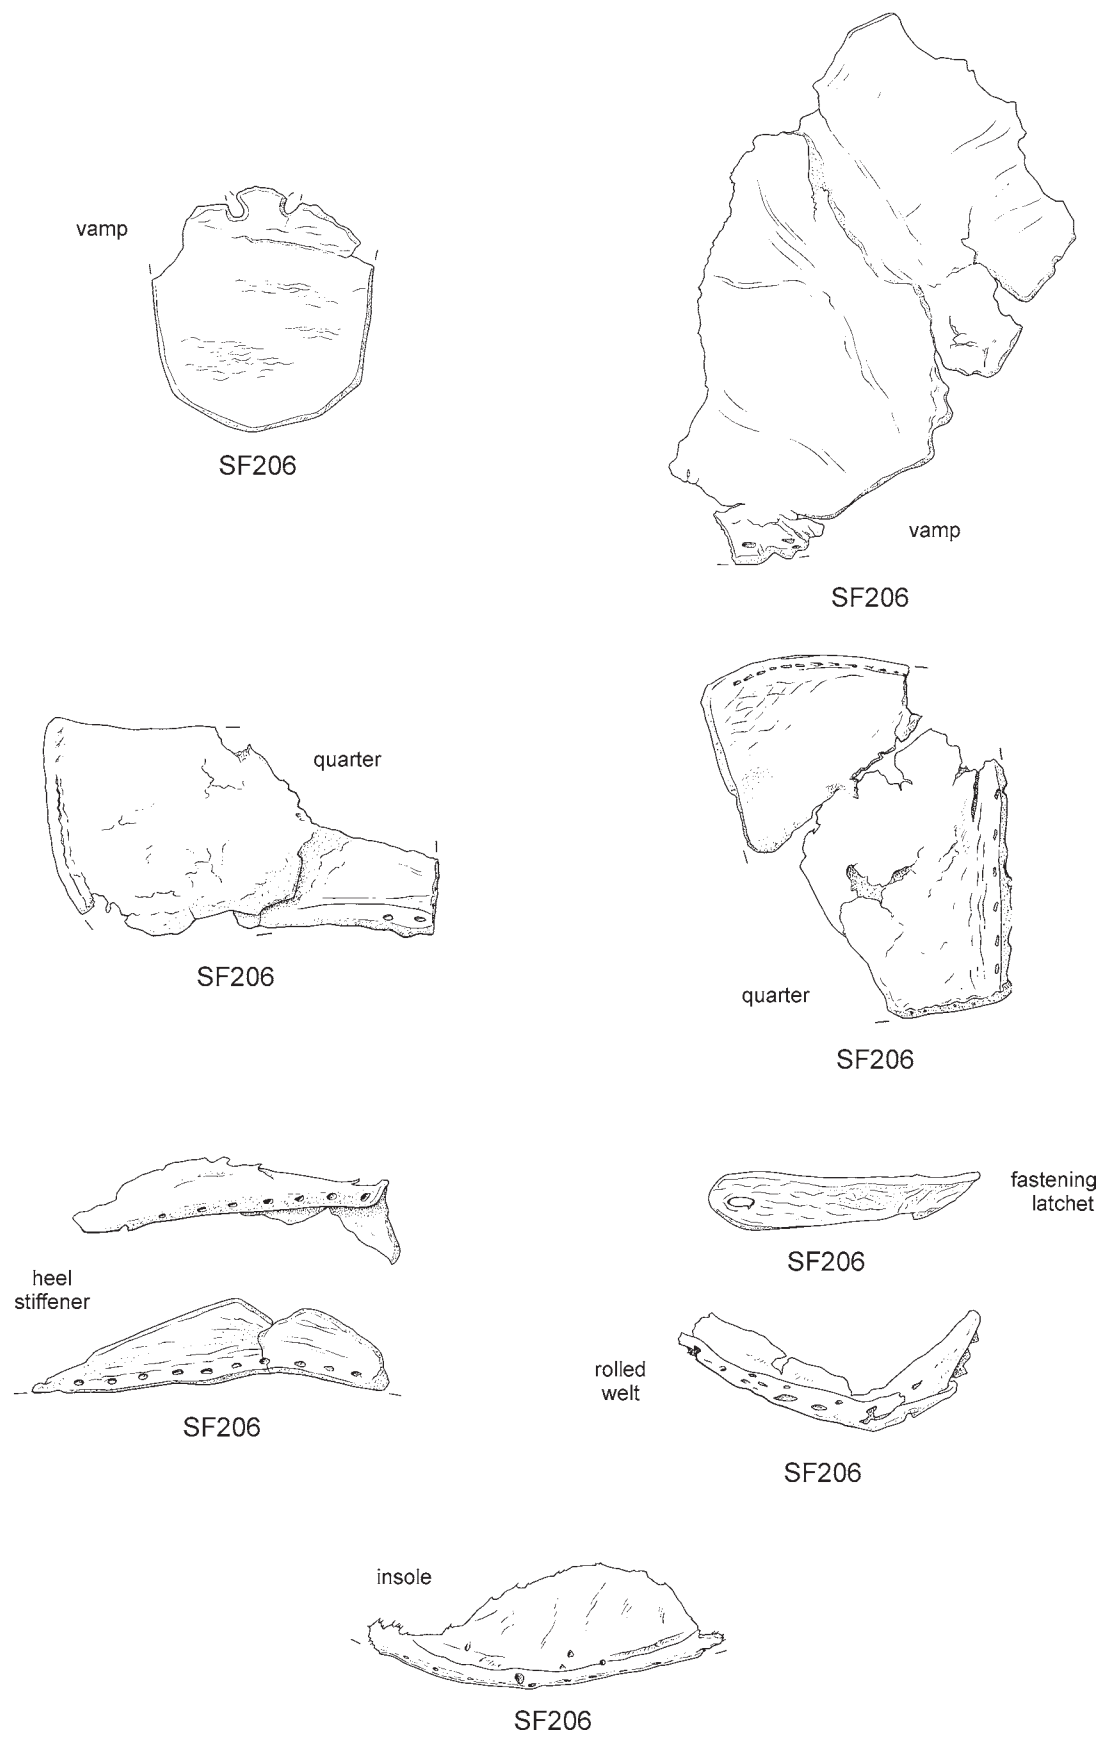 vamp
SF206
vamp
SF206
quarter
SF206
quarter
SF206
heel
stiffener
SF206
fastening
latchet
SF206
rolled
welt
SF206
insole
SF206